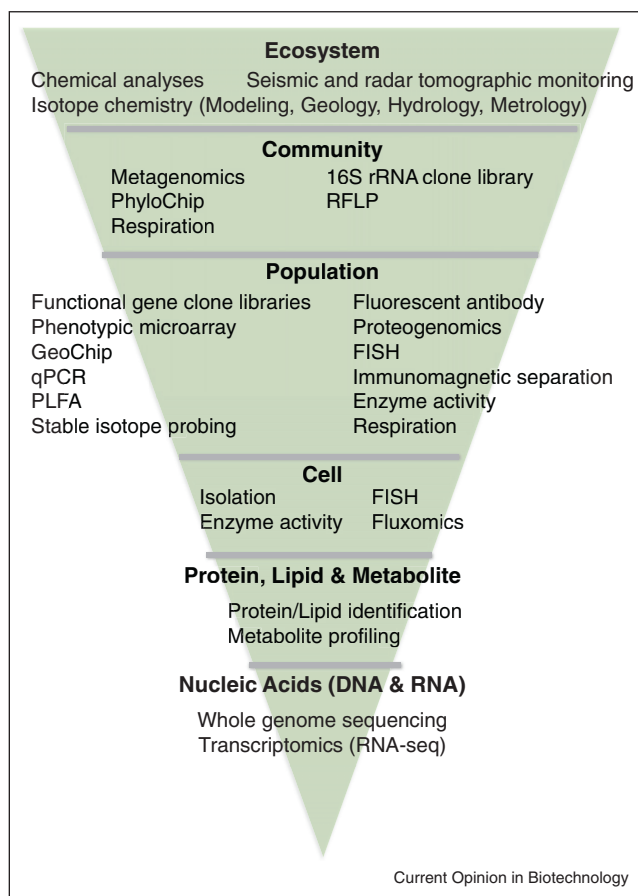 Ecosystem
Chemical analyses Seismic and radar tomographic monitoring
Isotope chemistry (Modeling, Geology, Hydrology, Metrology)
Community
Metagenomics 16S rRNA clone library
PhyloChip RFLP
Respiration
Population
Functional gene clone libraries Fluorescent antibody
Phenotypic microarray Proteogenomics
GeoChip FISH
qPCR Immunomagnetic separation
PLFA Enzyme activity
Stable isotope probing Respiration
Cell
Isolation FISH
Enzyme activity Fluxomics
Protein, Lipid & Metabolite
Protein/Lipid identification
Metabolite profiling
Nucleic Acids (DNA & RNA)
Whole genome sequencing
Transcriptomics (RNA-seq)
Current Opinion in Biotechnology